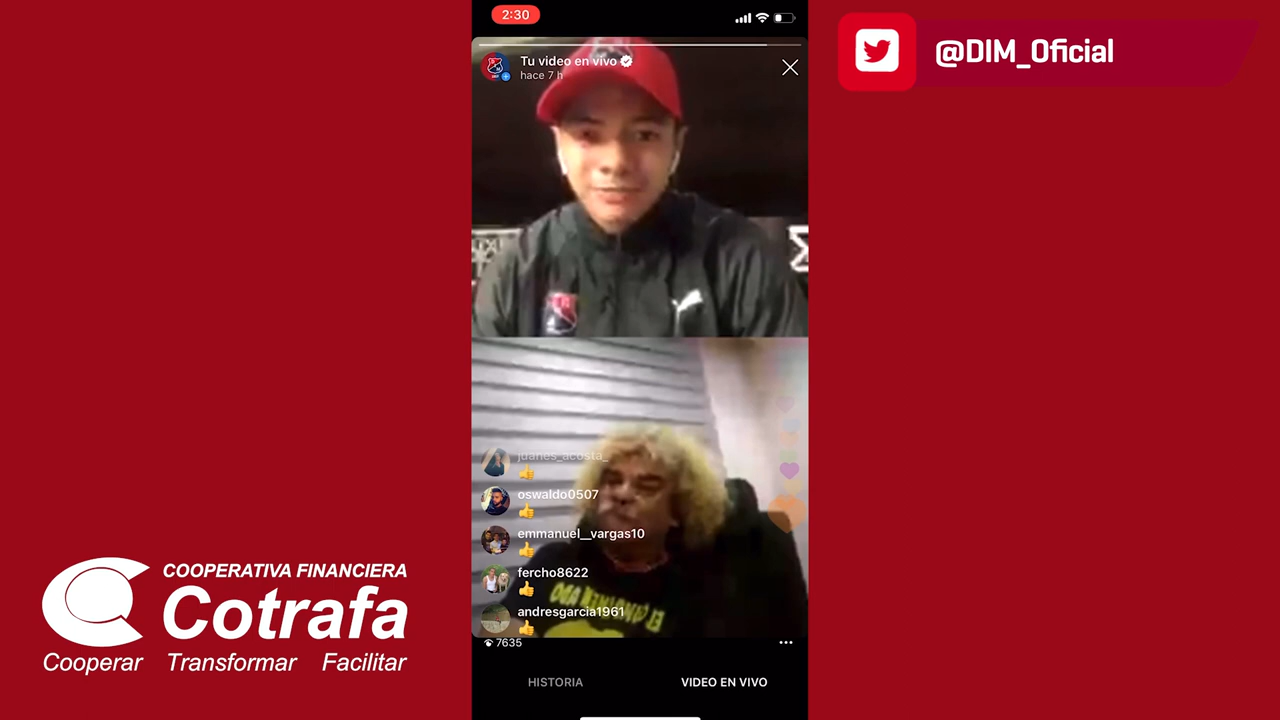 2:30
@DIM_Oficial
Tu video en vivo
hace 7 h
juanes_acosta_
oswaldo0507
emmanuel__vargas10
fercho8622
andresgarcia1961
7635
HISTORIA
VIDEO EN VIVO
COOPERATIVA FINANCIERA
Cotrafa
Cooperar Transformar Facilitar